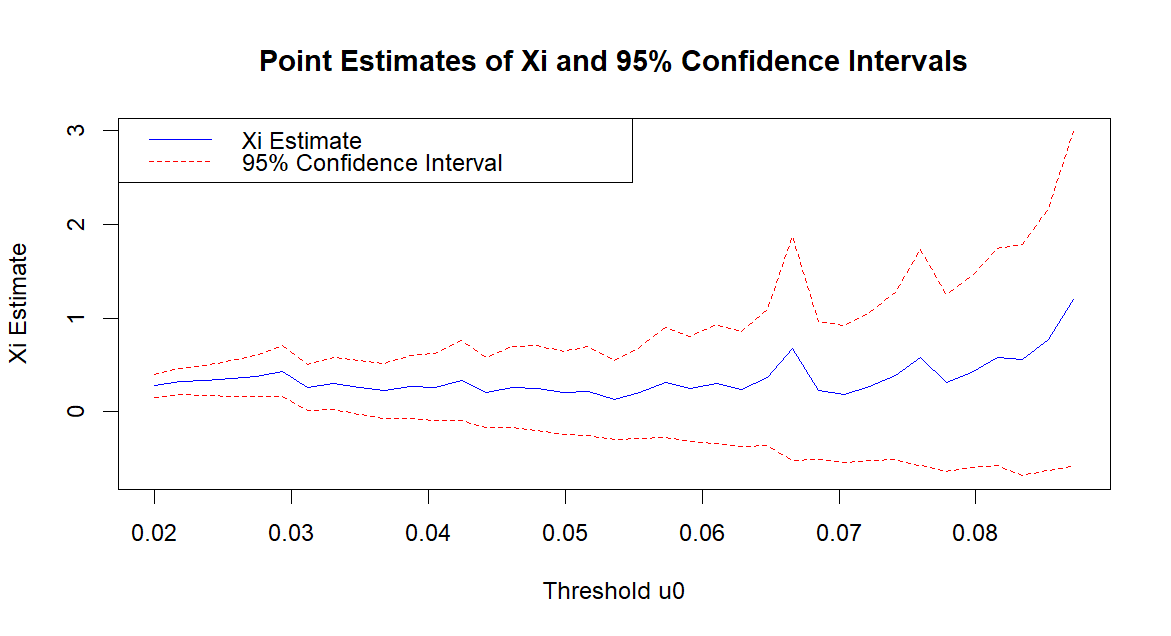 Point Estimates of Xi and 95% Confidence Intervals
Xi Estimate
95% Confidence Interval
Xi Estimate
3
2
1
0
0.02 0.03 0.04 0.05 0.06 0.07 0.08
Threshold u0